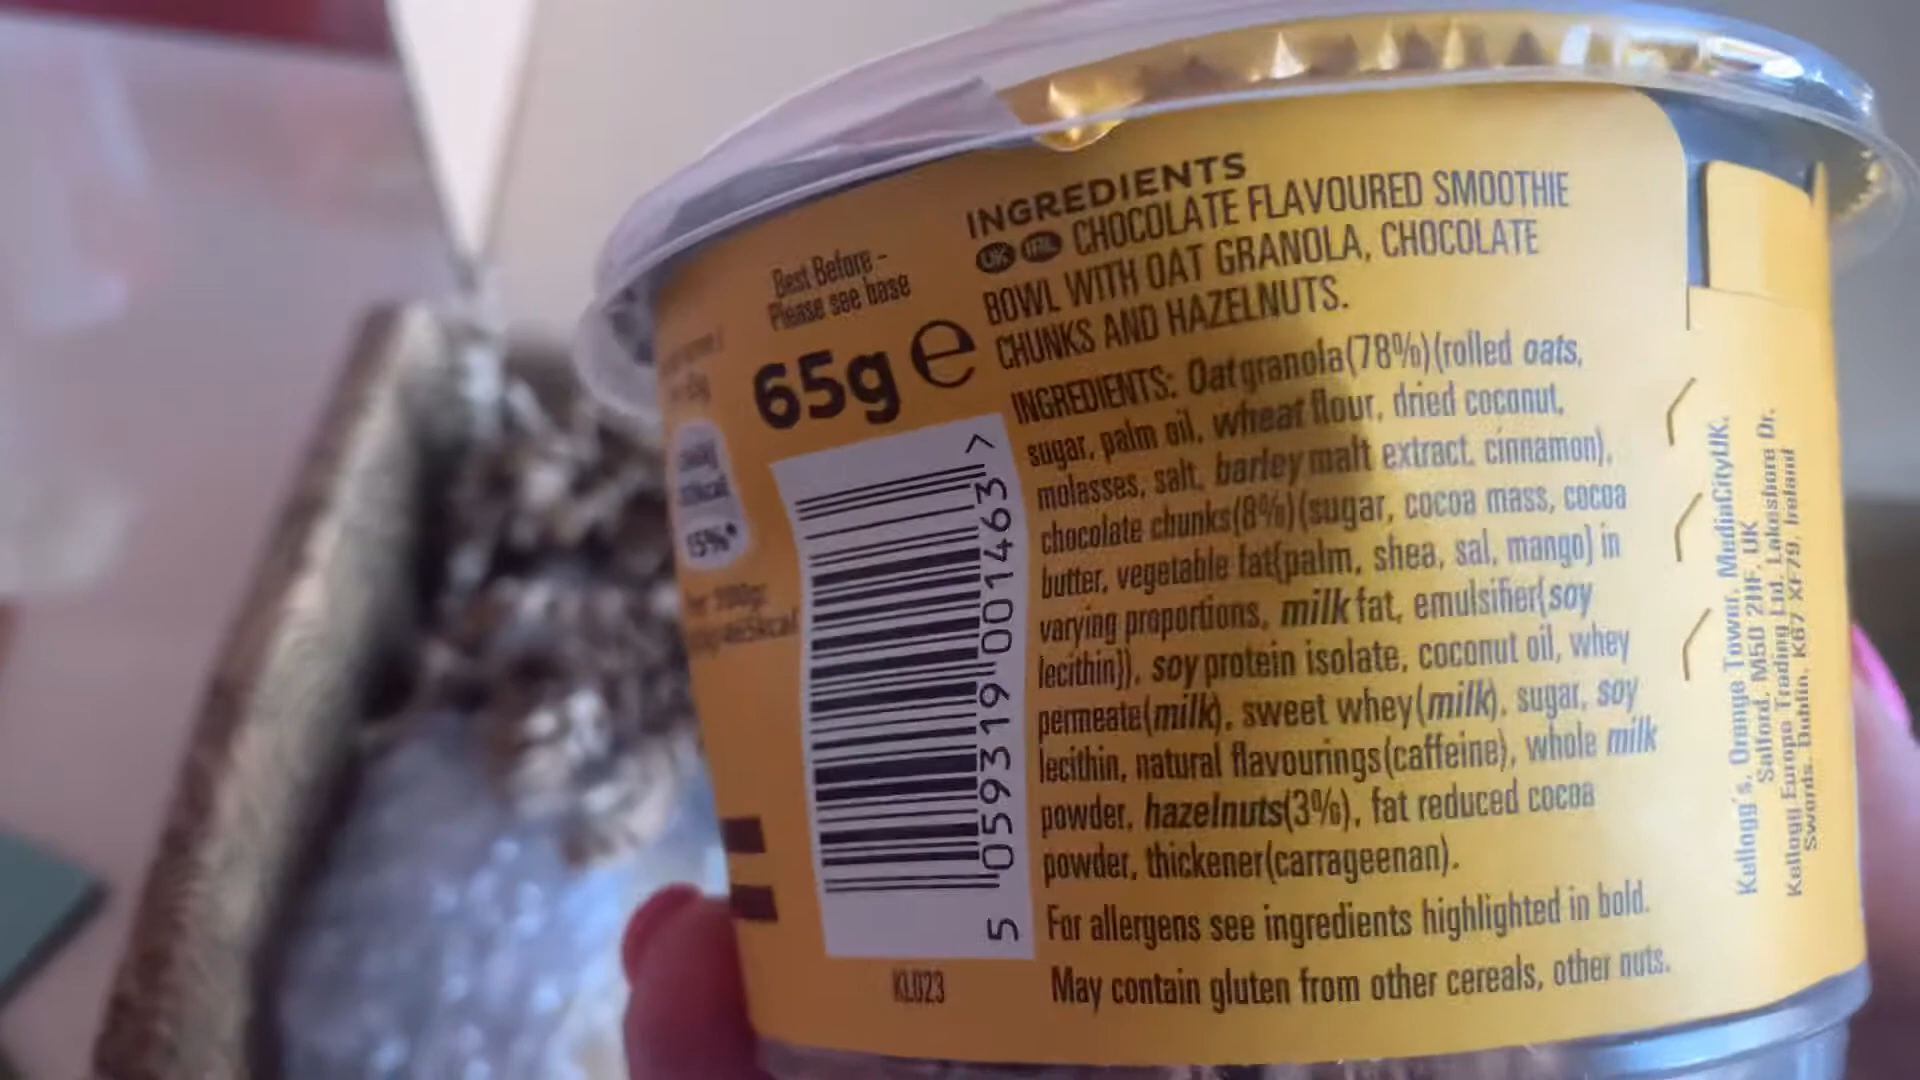 Best Before -
Please see base
65g e
5 059319 001463 >
KL023
INGREDIENTS
UK IRL CHOCOLATE FLAVOURED SMOOTHIE
BOWL WITH OAT GRANOLA, CHOCOLATE
CHUNKS AND HAZELNUTS.
INGREDIENTS: Oat granola (78%) (rolled oats,
sugar, palm oil, wheat flour, dried coconut,
molasses, salt, barley malt extract, cinnamon),
chocolate chunks (8%) (sugar, cocoa mass, cocoa
butter, vegetable fat (palm, shea, sal, mango) in
varying proportions, milk fat, emulsifier (soy
lecithin)), soy protein isolate, coconut oil, whey
permeate (milk), sweet whey (milk), sugar, soy
lecithin, natural flavourings (caffeine), whole milk
powder, hazelnuts (3%), fat reduced cocoa
powder, thickener (carrageenan).
For allergens see ingredients highlighted in bold.
May contain gluten from other cereals, other nuts.
Kellogg's, Orange Tower, MediaCityUK,
Salford, M50 2HF, UK
Kellogg Europe Trading Ltd, Lakeshore Dr,
Swords, Dublin, K67 XF79, Ireland
15%*